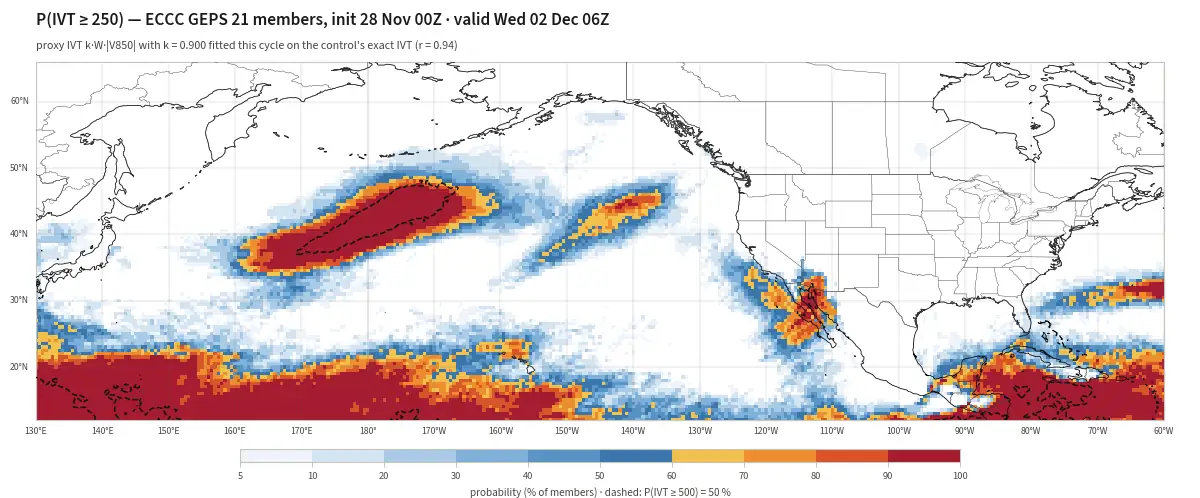 P(IVT ≥ 250) — ECCC GEPS 21 members, init 28 Nov 00Z · valid Wed 02 Dec 06Z
proxy IVT k·W·|V850| with k = 0.900 fitted this cycle on the control's exact IVT (r = 0.94)
60°N
50°N
40°N
30°N
20°N
130°E 140°E 150°E 160°E 180° 170°W 160°W 150°W 140°W 130°W 120°W 110°W 100°W 90°W 80°W 70°W 60°W
5 10 20 30 40 50 60 70 80 90 100
probability (% of members) · dashed: P(IVT ≥ 500) = 50 %